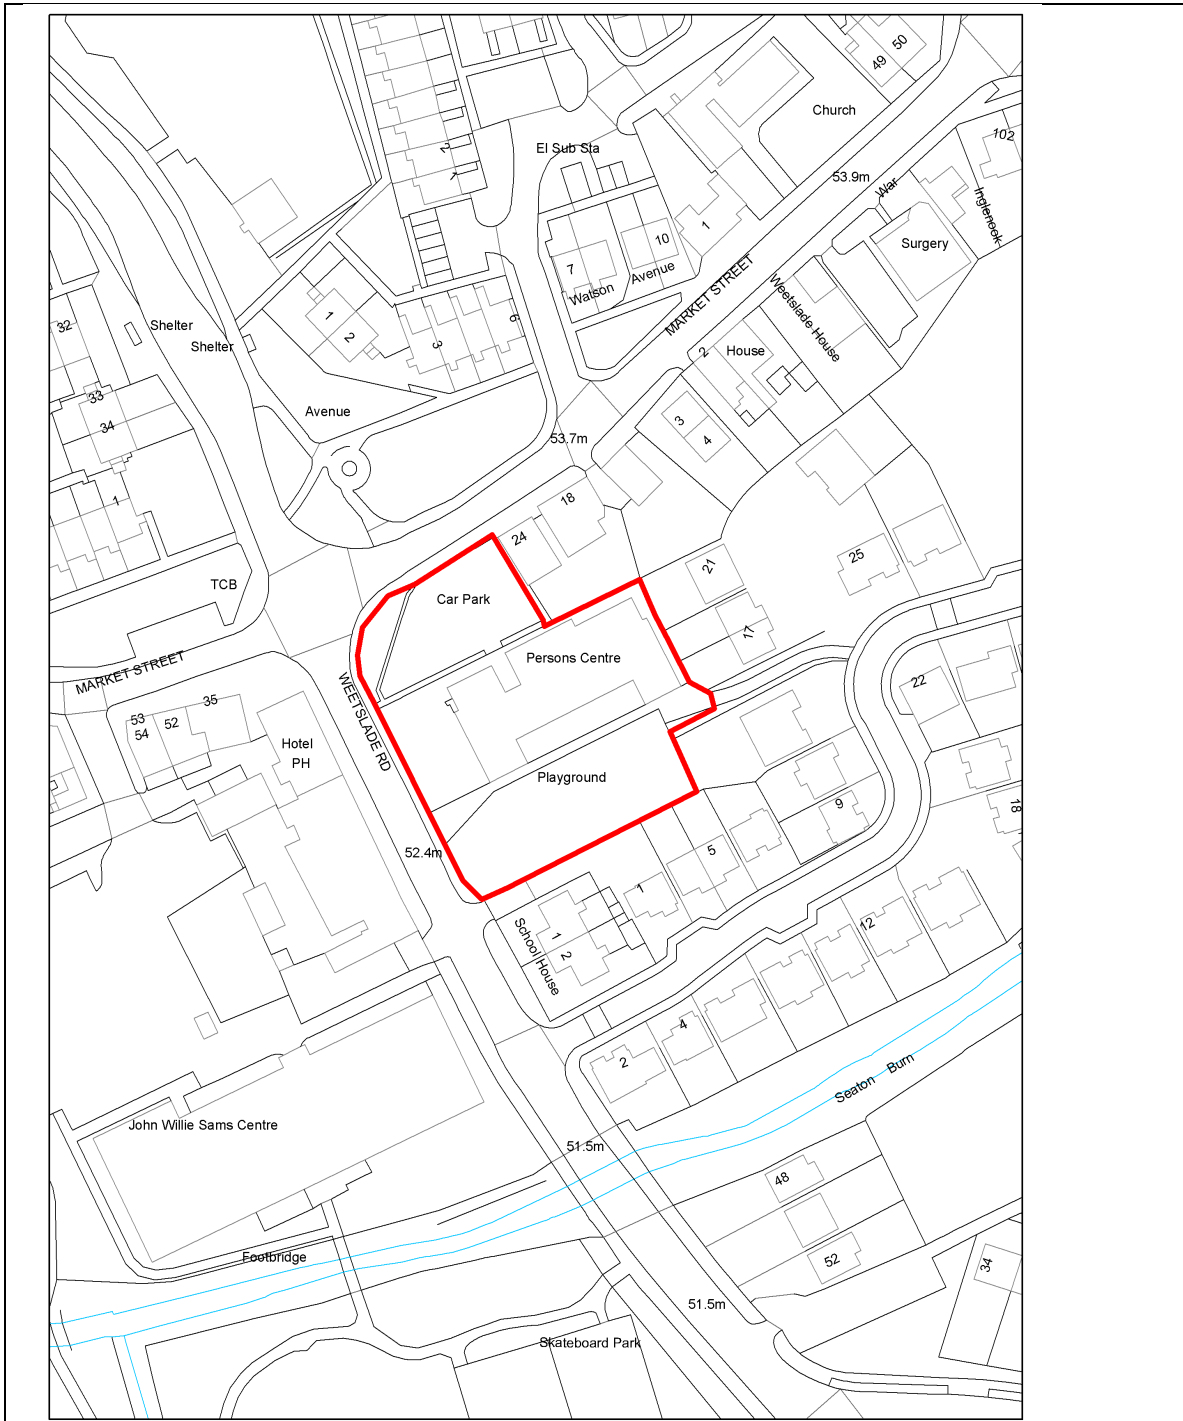 50
49
Church
102
El Sub Sta
2
1
53.9m
War
Inglenook
1
10
Surgery
7
Avenue
Watson
MARKET STREET
Weetslade House
32
Shelter
Shelter
1
2
3
6
2
House
33
34
Avenue
3
4
53.7m
1
18
24
25
21
TCB
Car Park
17
Persons Centre
MARKET STREET
WEETSLADE RD
22
53
54
52
35
Hotel
PH
Playground
9
18
52.4m
5
1
School House
1
2
12
4
2
Seaton Burn
John Willie Sams Centre
51.5m
48
Footbridge
52
34
51.5m
Skateboard Park